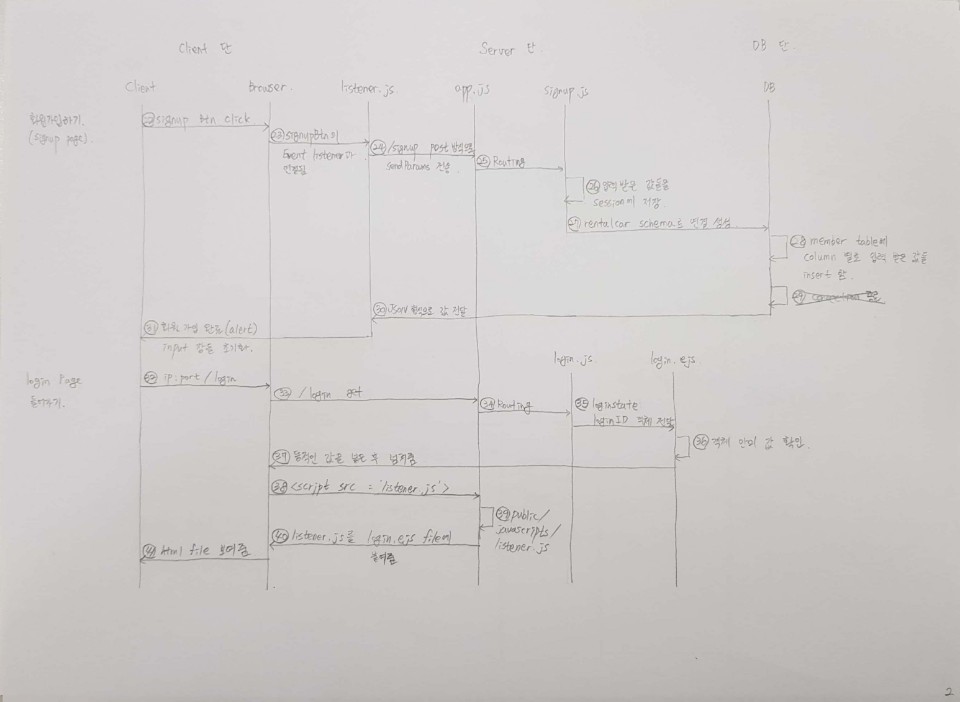 Client 단 Server 단 DB 단
Client browser. listener.js app.js signup.js DB
회원가입하기.
(signup page).
㉒ signup btn click
㉓ signupbtn이
Event listener과
연결됨
㉔ /signup post 방식으로
send Params 전달
㉕ Routing
㉖ 입력 받은 값들을
session에 저장.
㉗ rentalcar schema로 연결 생성.
㉘ member table에
column 별로 입력 받은 값들
insert 함.
㉙
㉚ JSON 형식으로 값 전달
㉛ 회원 가입 완료(alert)
input 값들 초기화.
login.js login.ejs
login Page
들어가기.
㉜ ip:port/login
㉝ /login get
㉞ Routing
㉟ loginstate
loginID 객체 전달
㊱ 객체 안의 값 확인.
㊲ 동적인 값을 넣은 후 넘겨줌
㊳ <script src = 'listener.js'>
㊴ public/
javascripts/
listener.js
㊵ listener.js를 login.ejs file에
붙여줌
㊶ html file 보여줌
2